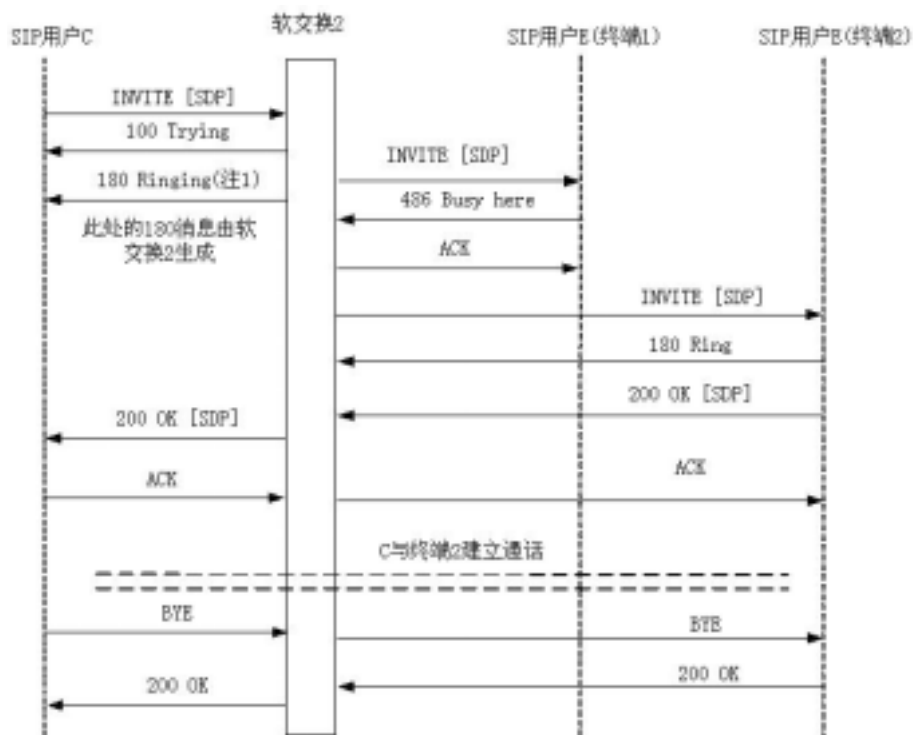 软交换2
SIP用户C
SIP用户E(终端1)
SIP用户E(终端2)
INVITE [SDP]
100 Trying
INVITE [SDP]
180 Ringing(注1)
486 Busy here
此处的180消息由软
交换2生成
ACK
INVITE [SDP]
180 Ring
200 OK [SDP]
200 OK [SDP]
ACK
ACK
C与终端2建立通话
BYE
BYE
200 OK
200 OK